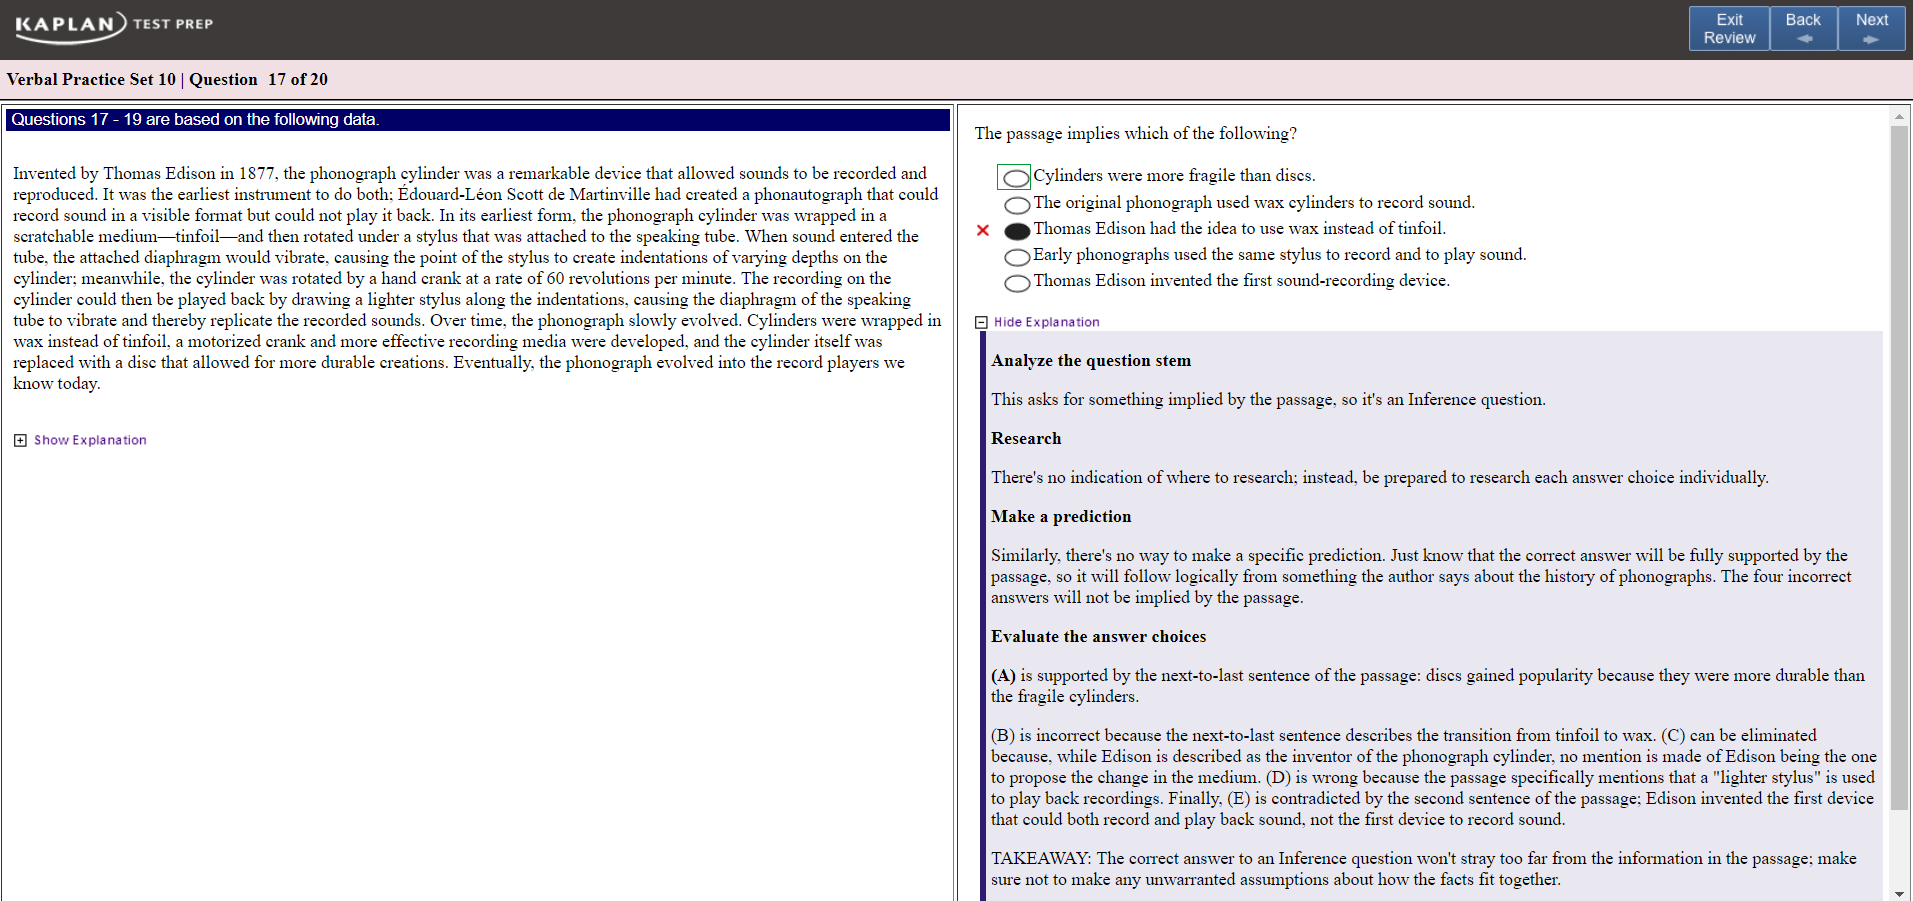 KAPLAN TEST PREP
Exit
Review
Back
Next
Verbal Practice Set 10 | Question 17 of 20
Questions 17 - 19 are based on the following data.
Invented by Thomas Edison in 1877, the phonograph cylinder was a remarkable device that allowed sounds to be recorded and
reproduced. It was the earliest instrument to do both; Édouard-Léon Scott de Martinville had created a phonautograph that could
record sound in a visible format but could not play it back. In its earliest form, the phonograph cylinder was wrapped in a
scratchable medium—tinfoil—and then rotated under a stylus that was attached to the speaking tube. When sound entered the
tube, the attached diaphragm would vibrate, causing the point of the stylus to create indentations of varying depths on the
cylinder; meanwhile, the cylinder was rotated by a hand crank at a rate of 60 revolutions per minute. The recording on the
cylinder could then be played back by drawing a lighter stylus along the indentations, causing the diaphragm of the speaking
tube to vibrate and thereby replicate the recorded sounds. Over time, the phonograph slowly evolved. Cylinders were wrapped in
wax instead of tinfoil, a motorized crank and more effective recording media were developed, and the cylinder itself was
replaced with a disc that allowed for more durable creations. Eventually, the phonograph evolved into the record players we
know today.
Show Explanation
The passage implies which of the following?
Cylinders were more fragile than discs.
The original phonograph used wax cylinders to record sound.
Thomas Edison had the idea to use wax instead of tinfoil.
Early phonographs used the same stylus to record and to play sound.
Thomas Edison invented the first sound-recording device.
Hide Explanation
Analyze the question stem
This asks for something implied by the passage, so it's an Inference question.
Research
There's no indication of where to research; instead, be prepared to research each answer choice individually.
Make a prediction
Similarly, there's no way to make a specific prediction. Just know that the correct answer will be fully supported by the
passage, so it will follow logically from something the author says about the history of phonographs. The four incorrect
answers will not be implied by the passage.
Evaluate the answer choices
(A) is supported by the next-to-last sentence of the passage: discs gained popularity because they were more durable than
the fragile cylinders.
(B) is incorrect because the next-to-last sentence describes the transition from tinfoil to wax. (C) can be eliminated
because, while Edison is described as the inventor of the phonograph cylinder, no mention is made of Edison being the one
to propose the change in the medium. (D) is wrong because the passage specifically mentions that a "lighter stylus" is used
to play back recordings. Finally, (E) is contradicted by the second sentence of the passage; Edison invented the first device
that could both record and play back sound, not the first device to record sound.
TAKEAWAY: The correct answer to an Inference question won't stray too far from the information in the passage; make
sure not to make any unwarranted assumptions about how the facts fit together.